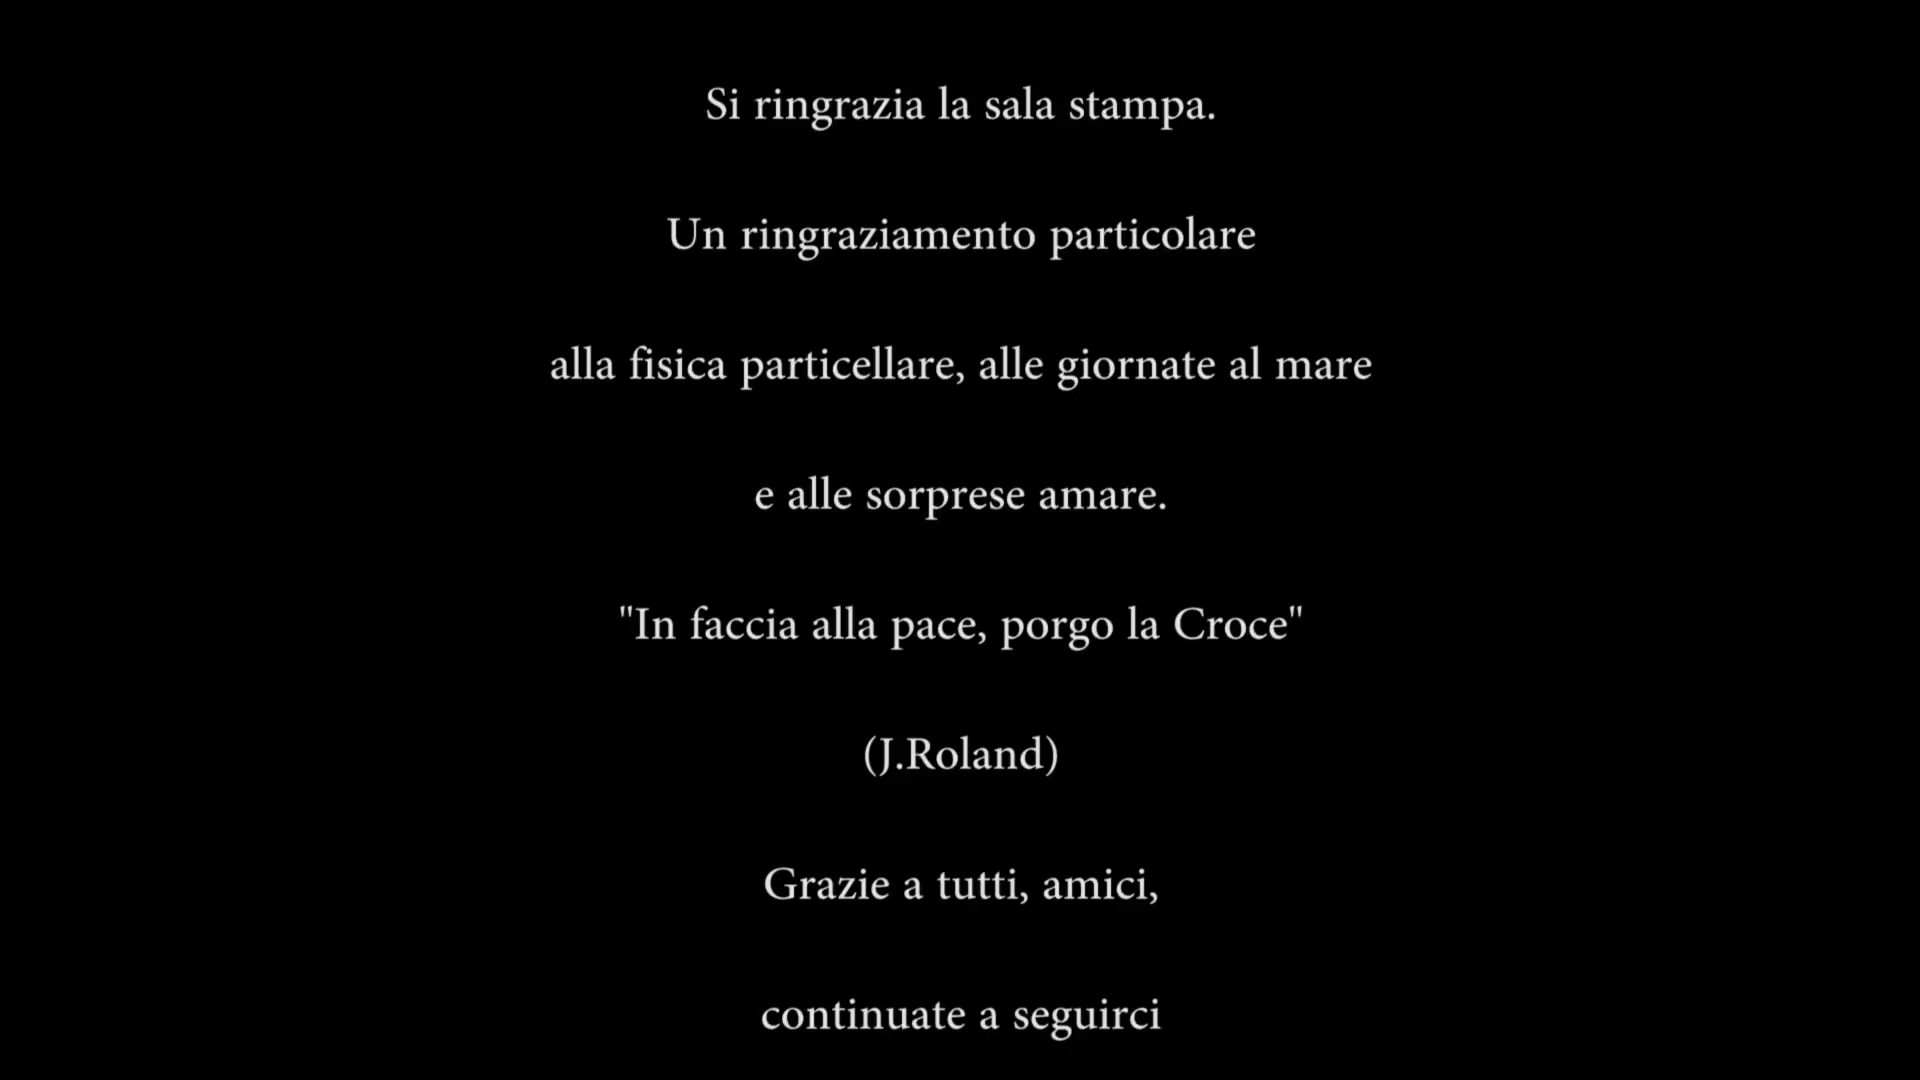 Si ringrazia la sala stampa.
Un ringraziamento particolare
alla fisica particellare, alle giornate al mare
e alle sorprese amare.
"In faccia alla pace, porgo la Croce"
(J.Roland)
Grazie a tutti, amici,
continuate a seguirci